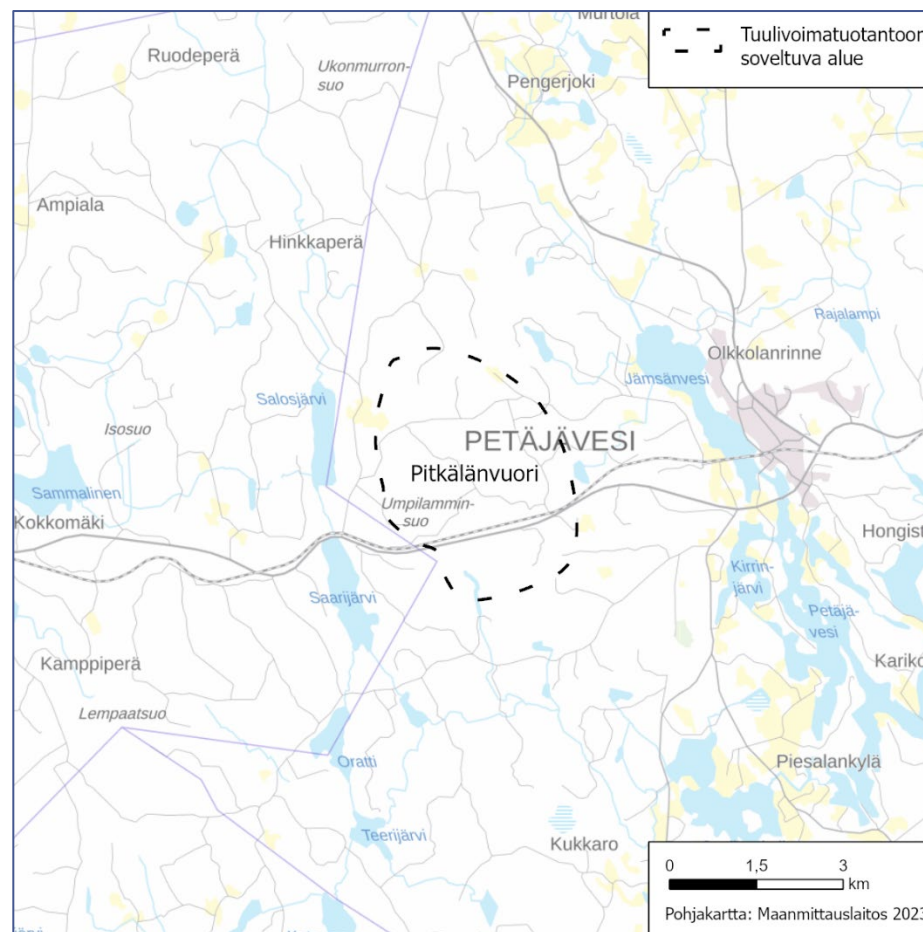 Murtola
Tuulivoimatuotantoon
soveltuva alue
Ruodeperä
Ukonmurron-
suo
Pengerjoki
Ampiala
Hinkkaperä
Rajalampi
Olkkolanrinne
Jämsänvesi
Salosjärvi
Isosuo
PETÄJÄVESI
Pitkälänvuori
Sammalinen
Umpilammin-
suo
Kokkomäki
Hongist
Kirrin-
järvi
Saarijärvi
Petäjä-
vesi
Kamppiperä
Kariko
Lempaatsuo
Oratti
Piesalankylä
Teerijärvi
Kukkaro
0 1,5 3
km
Pohjakartta: Maanmittauslaitos 2023